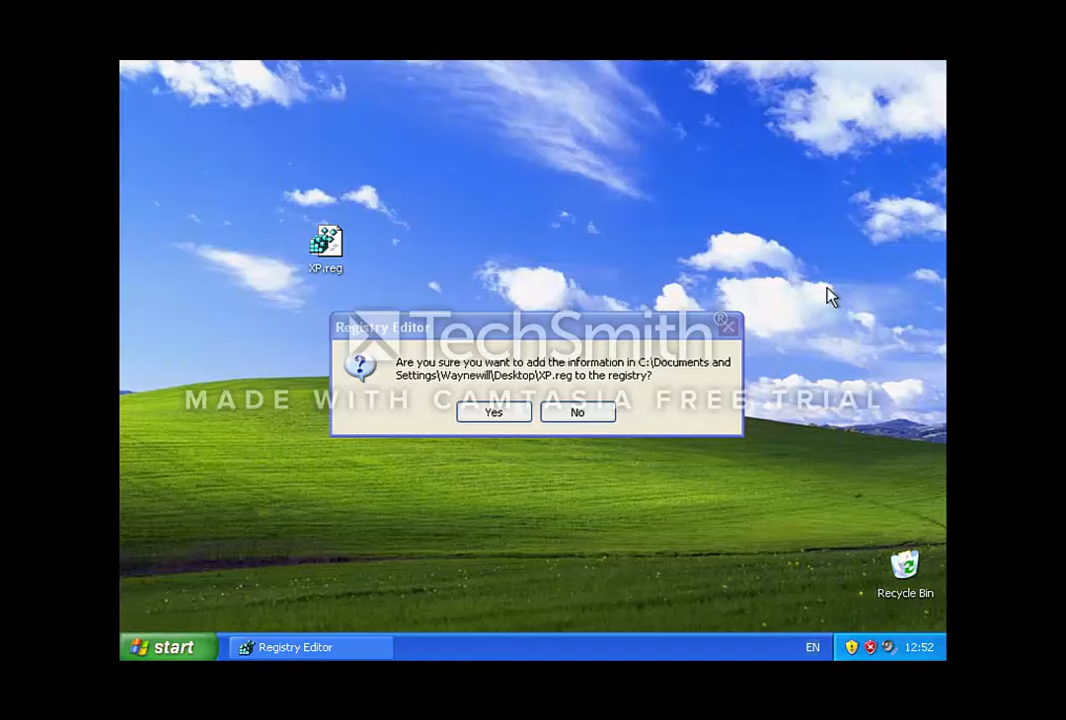 XP.reg
Registry Editor
TechSmith®
Are you sure you want to add the information in C:\Documents and
Settings\Waynewill\Desktop\XP.reg to the registry?
MADE WITH CAMTASIA FREE TRIAL
Yes No
Recycle Bin
start Registry Editor EN 12:52